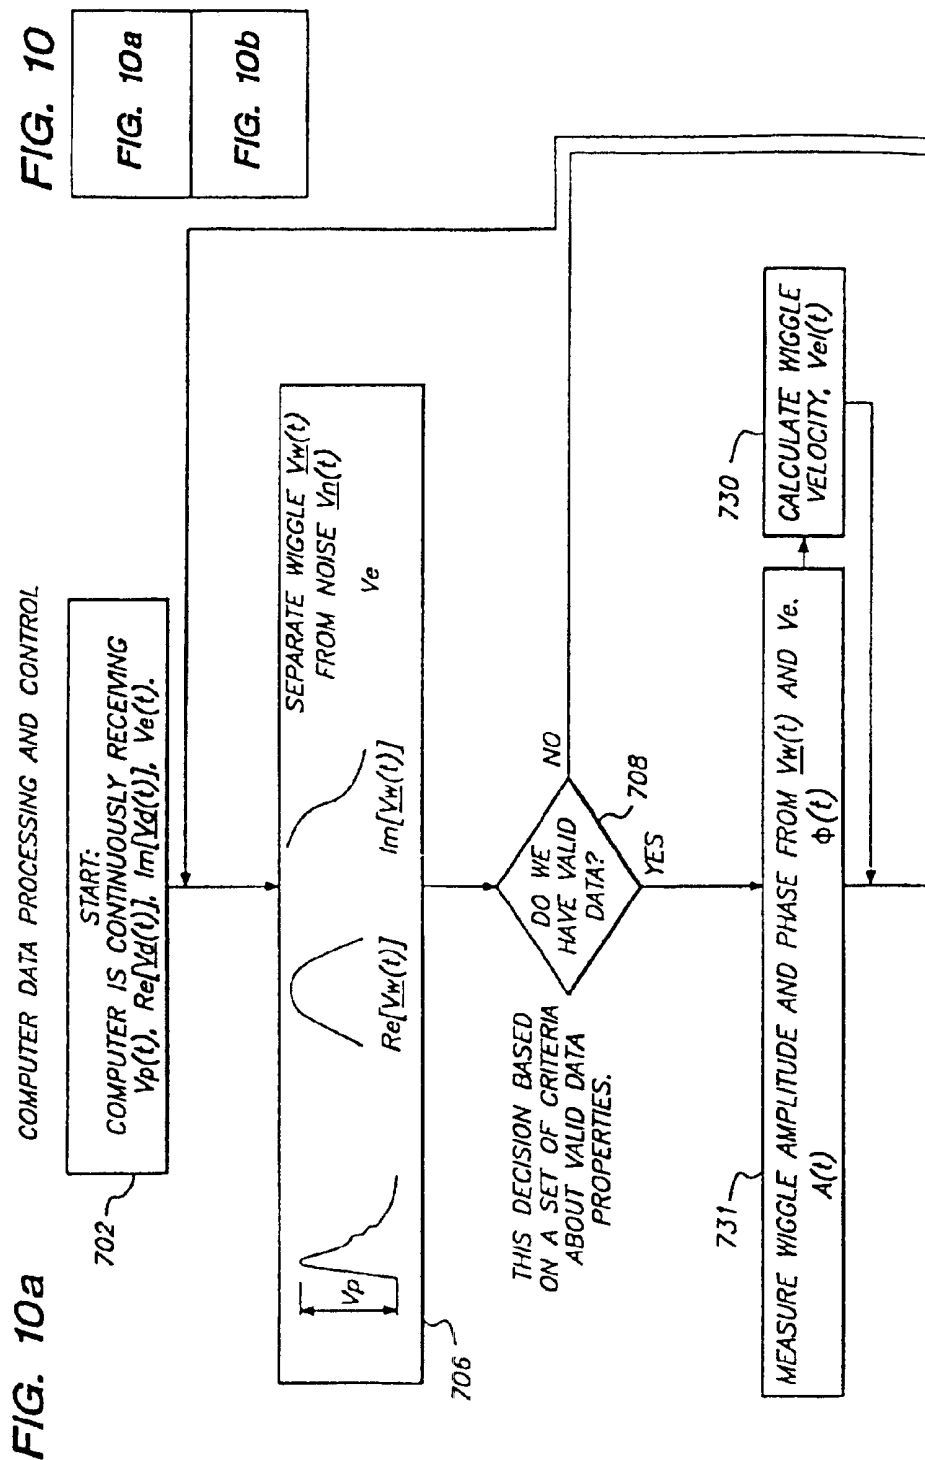 FIG. 10a
COMPUTER DATA PROCESSING AND CONTROL
FIG. 10
FIG. 10a
FIG. 10b
702
START:
COMPUTER IS CONTINUOUSLY RECEIVING
Vp(t), Re[Vd(t)], Im[Vd(t)], Ve(t).
706
Vp
Re[Vw(t)]
Im[Vw(t)]
SEPARATE WIGGLE Vw(t)
FROM NOISE Vn(t)
Ve
THIS DECISION BASED
ON A SET OF CRITERIA
ABOUT VALID DATA
PROPERTIES.
DO WE
HAVE VALID
DATA?
NO
708
YES
731
MEASURE WIGGLE AMPLITUDE AND PHASE FROM Vw(t) AND Ve.
A(t)
Φ(t)
730
CALCULATE WIGGLE
VELOCITY, Vel(t)